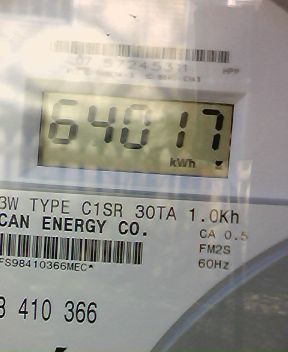 64017
kWh
3W TYPE C1SR 30TA 1.0Kh
CAN ENERGY CO.
CA 0.5
FM2S
60Hz
FS98410366MEC*
8 410 366